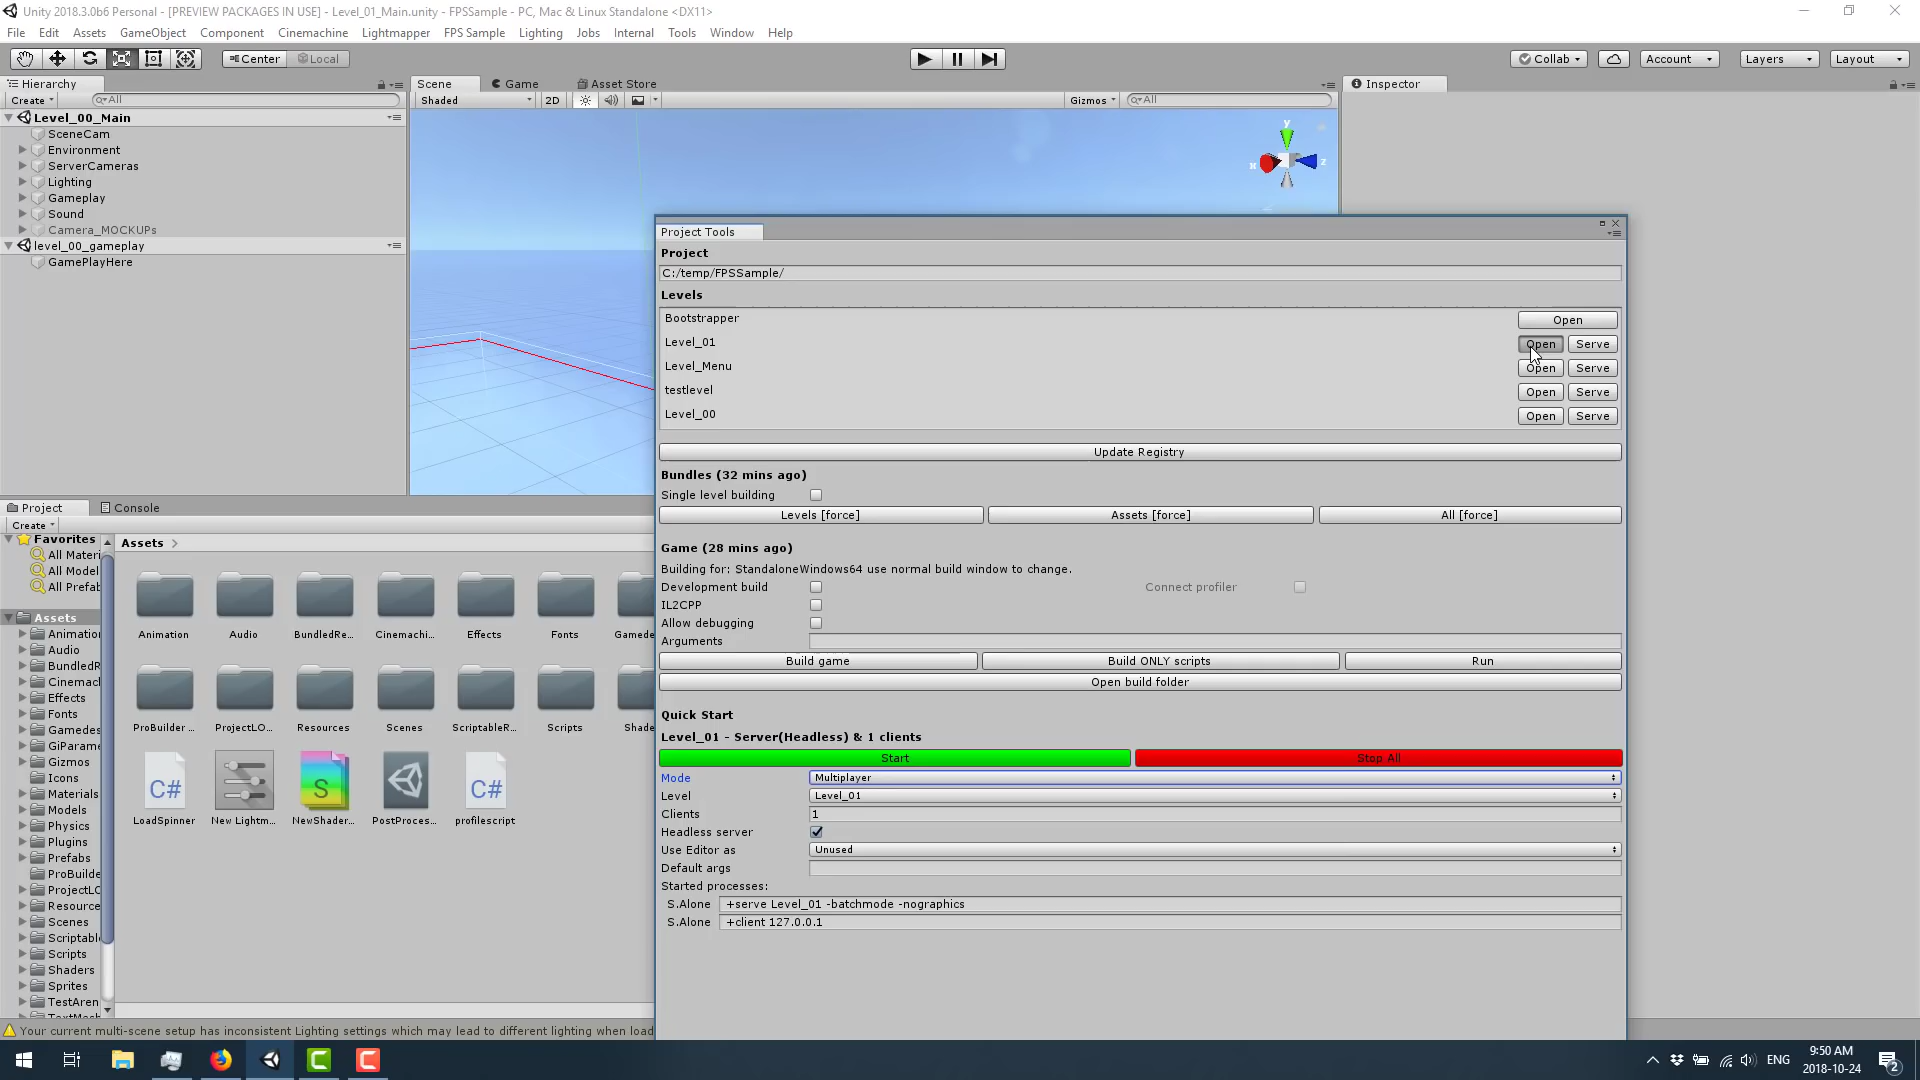 Unity 2018.3.0b6 Personal - [PREVIEW PACKAGES IN USE] - Level_01_Main.unity - FPSSample - PC, Mac & Linux Standalone <DX11>
File Edit Assets GameObject Component Cinemachine Lightmapper FPS Sample Lighting Jobs Internal Tools Window Help
Center Local Collab Account Layers Layout
Hierarchy Scene Game Asset Store Inspector
Create All Shaded 2D Gizmos All
Level_00_Main
SceneCam
Environment
ServerCameras
Lighting
Gameplay
Sound
Camera_MOCKUPs
level_00_gameplay
GamePlayHere
y
x z
Project Tools
Project
C:/temp/FPSSample/
Levels
Bootstrapper Open
Level_01 Open Serve
Level_Menu Open Serve
testlevel Open Serve
Level_00 Open Serve
Update Registry
Bundles (32 mins ago)
Single level building
Levels [force] Assets [force] All [force]
Game (28 mins ago)
Building for: StandaloneWindows64 use normal build window to change.
Development build Connect profiler
IL2CPP
Allow debugging
Arguments
Build game Build ONLY scripts Run
Open build folder
Quick Start
Level_01 - Server(Headless) & 1 clients
Start Stop All
Mode Multiplayer
Level Level_01
Clients 1
Headless server
Use Editor as Unused
Default args
Started processes:
S.Alone +serve Level_01 -batchmode -nographics
S.Alone +client 127.0.0.1
Project Console
Create
Favorites
All Materi
All Model
All Prefab
Assets
Animatio
Audio
BundledR
Cinemach
Effects
Fonts
Gamedes
GiParame
Gizmos
Icons
Materials
Models
Physics
Plugins
Prefabs
ProBuilde
ProjectLO
Resource
Scenes
Scriptabl
Scripts
Shaders
Sprites
TestAren
TextMesh
Assets
Animation Audio BundledRe... Cinemachi... Effects Fonts Gamede
ProBuilder ... ProjectLO... Resources Scenes ScriptableR... Scripts Shade
C# S C#
LoadSpinner New Lightm... NewShader... PostProces... profilescript
Your current multi-scene setup has inconsistent Lighting settings which may lead to different lighting when load
ENG 9:50 AM
2018-10-24
2